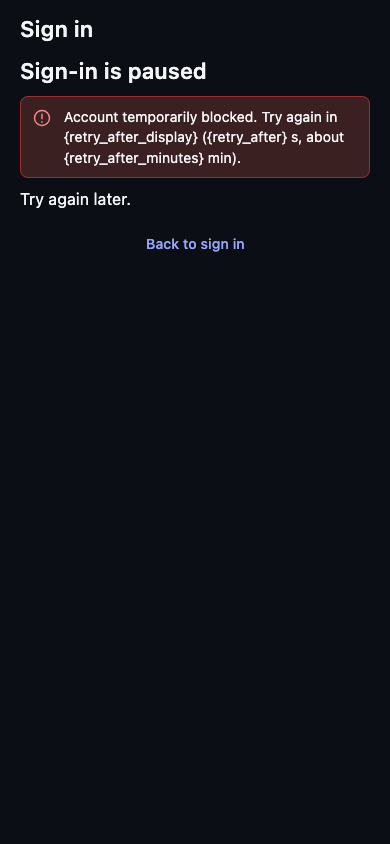 Sign in
Sign-in is paused
Account temporarily blocked. Try again in
{retry_after_display} ({retry_after} s, about
{retry_after_minutes} min).
Try again later.
Back to sign in